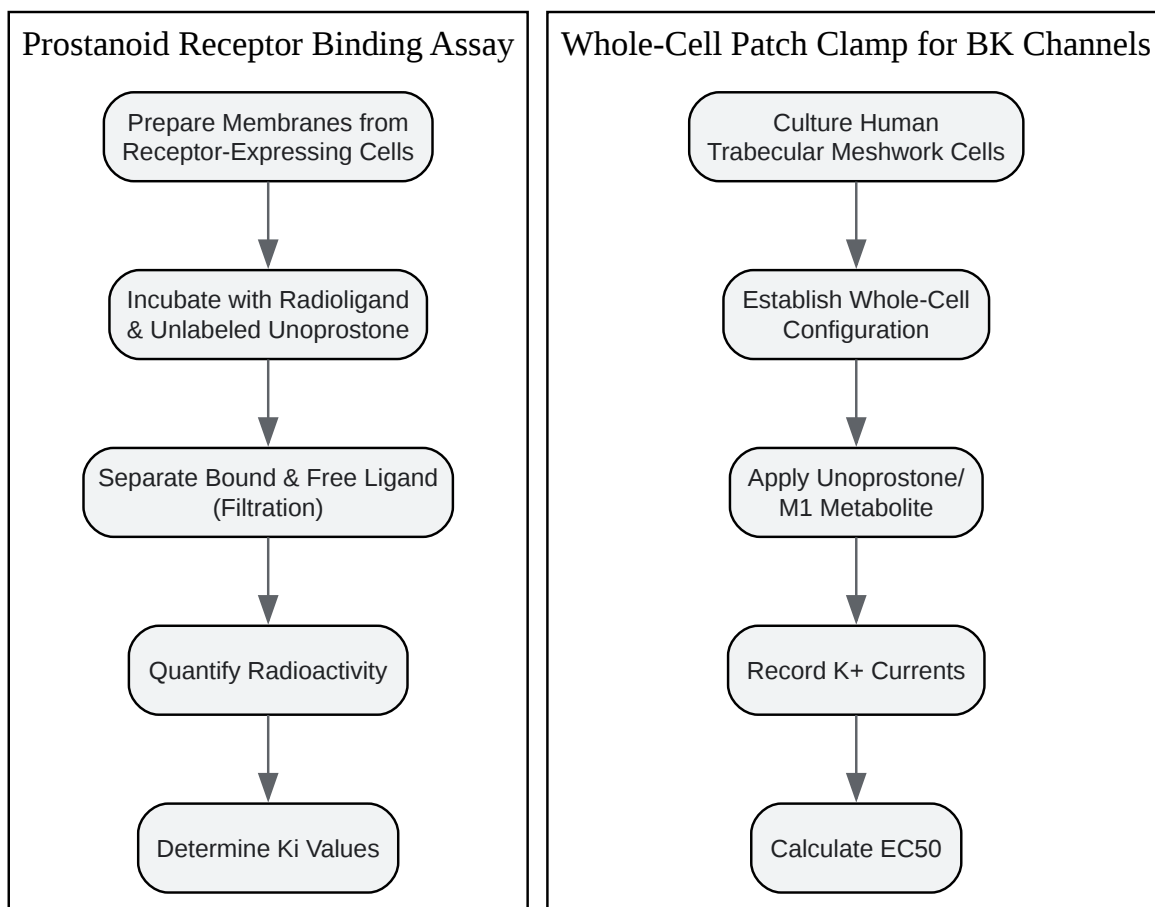 Prostanoid Receptor Binding Assay
Prepare Membranes from
Receptor-Expressing Cells
Incubate with Radioligand
& Unlabeled Unoprostone
Separate Bound & Free Ligand
(Filtration)
Quantify Radioactivity
Determine Ki Values
Whole-Cell Patch Clamp for BK Channels
Culture Human
Trabecular Meshwork Cells
Establish Whole-Cell
Configuration
Apply Unoprostone/
M1 Metabolite
Record K+ Currents
Calculate EC50